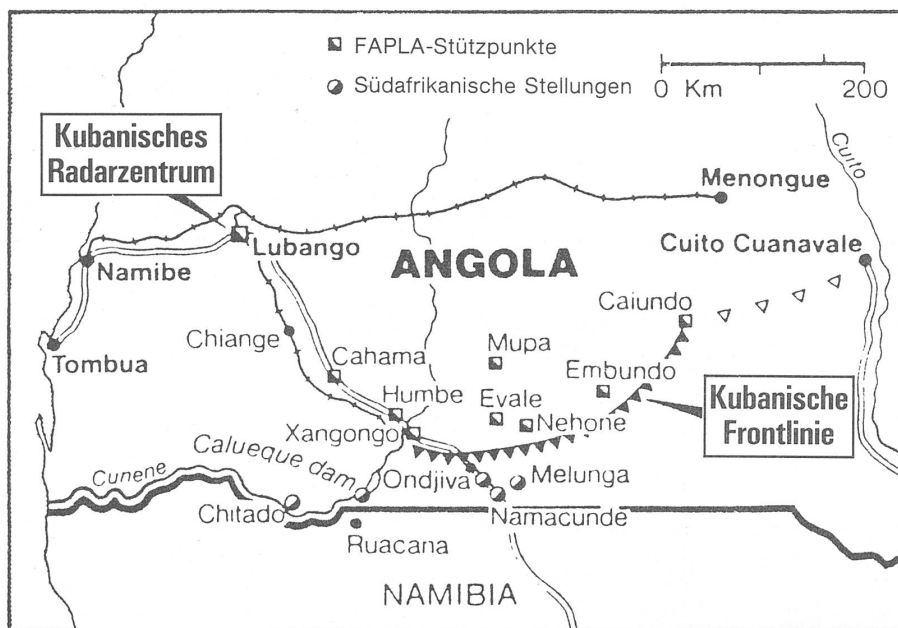 FAPLA-Stützpunkte
Südafrikanische Stellungen
0 Km 200
Kubanisches
Radarzentrum
Cuito
Menongue
Lubango
ANGOLA
Cuito Cuanavale
Namibe
Caiundo
Chiange
Mupa
Tombua
Cahama
Embundo
Humbe
Evale
Kubanische
Frontlinie
Nehone
Xangongo
Calueque dam
Cunene
Ondjiva
Melunga
Chitado
Namacunde
Ruacana
NAMIBIA